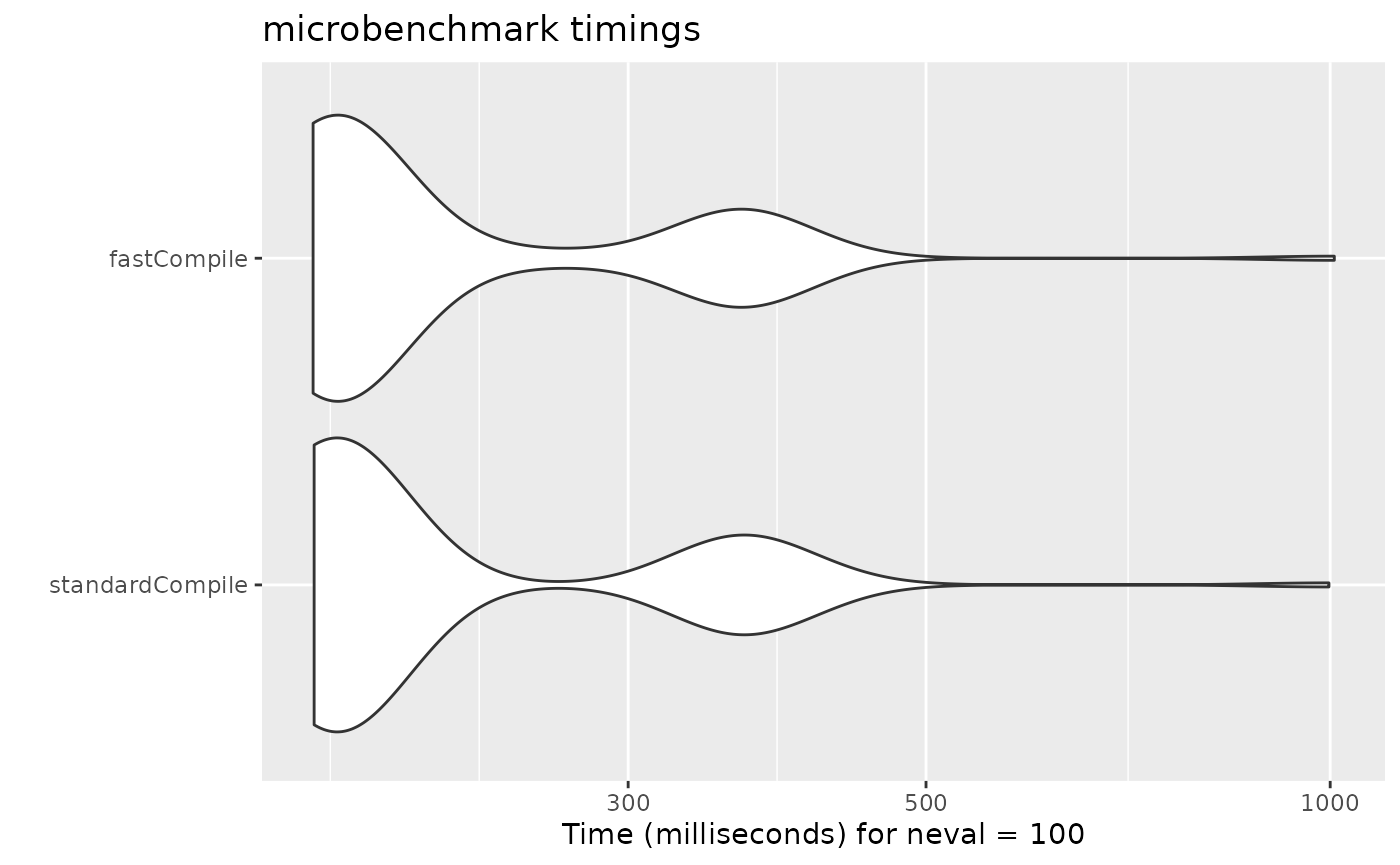 microbenchmark timings
fastCompile
standardCompile
300 500 1000
Time (milliseconds) for neval = 100